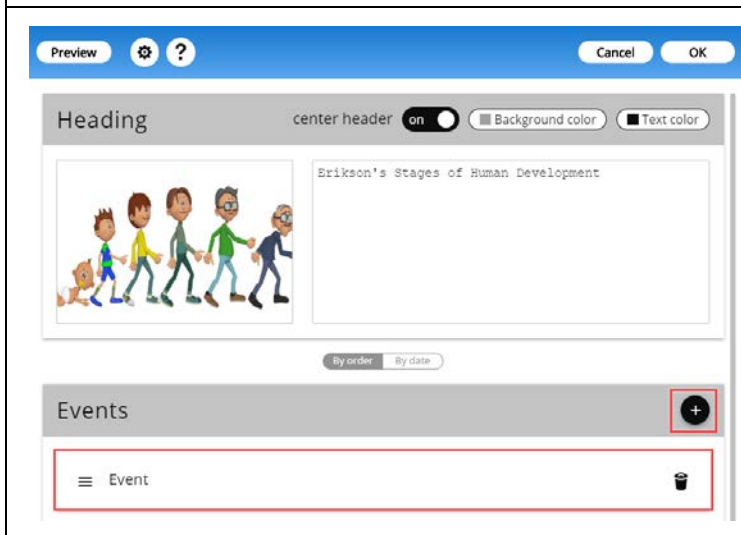 Preview ? Cancel OK
Heading center header on Background color Text color
Erikson's Stages of Human Development
By order By date
Events +
Event